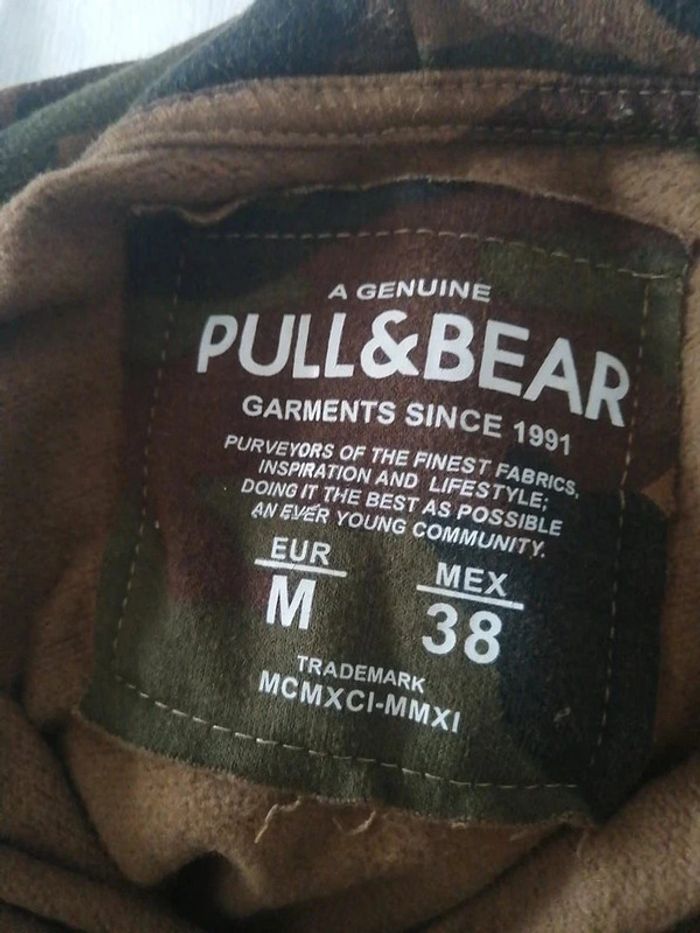 A GENUINE
PULL&BEAR
GARMENTS SINCE 1991
PURVEYORS OF THE FINEST FABRICS,
INSPIRATION AND LIFESTYLE;
DOING IT THE BEST AS POSSIBLE
AN EVER YOUNG COMMUNITY.
EUR
M
MEX
38
TRADEMARK
MCMXCI-MMXI